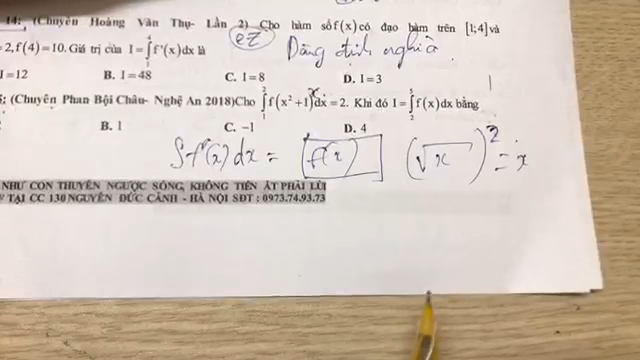 14: (Chuyên Hoàng Văn Thụ- Lần 2) Cho hàm số f(x) có đạo hàm trên [1;4] và
= 2, f(4) = 10. Giá trị của I = ∫₁⁴ f'(x)dx là
ez Dùng định nghĩa
I = 12 B. I = 48 C. I = 8 D. I = 3
5: (Chuyên Phan Bội Châu- Nghệ An 2018)Cho ∫₁² f(x² + 1)xdx = 2. Khi đó I = ∫₂⁵ f(x)dx bằng
B. 1 C. −1 D. 4
∫f'(x)dx = f(x) (√x)² = x
NHƯ CON THUYỀN NGƯỢC SÓNG, KHÔNG TIẾN ẮT PHẢI LÙI
TẠI CC 130 NGUYỄN ĐỨC CẢNH - HÀ NỘI SĐT : 0973.74.93.73